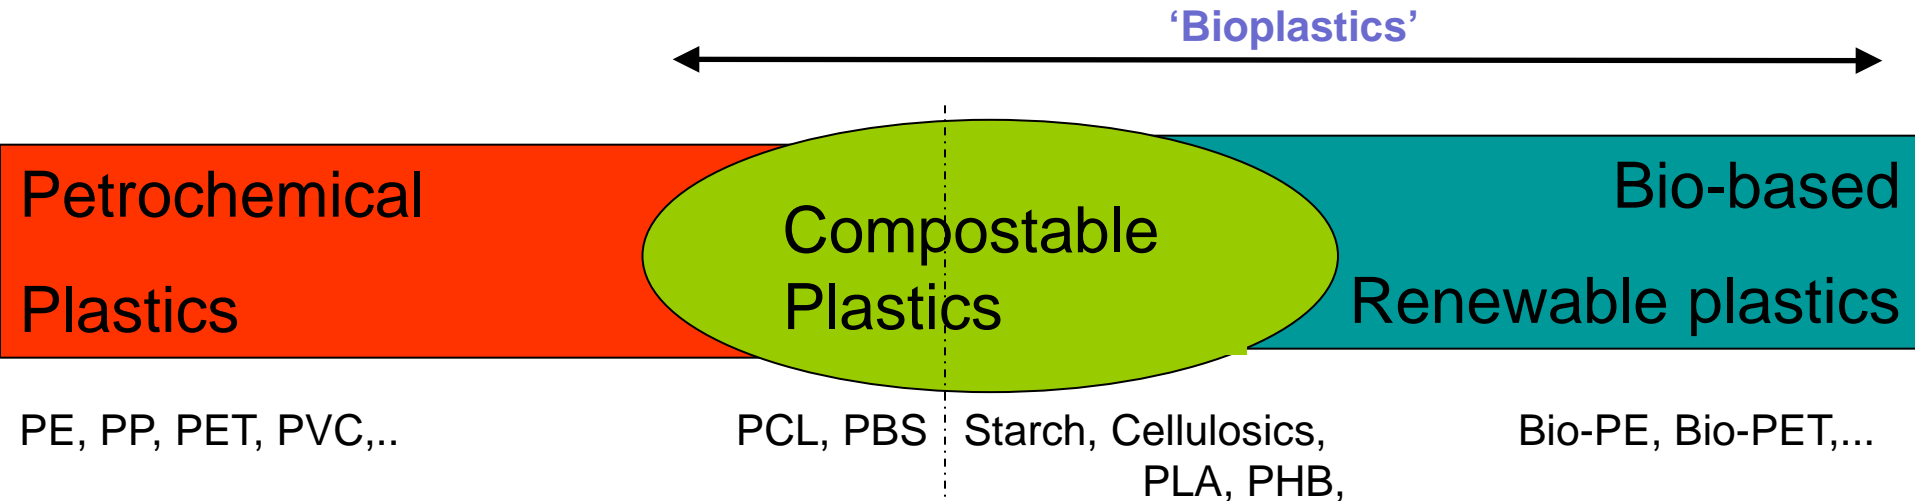 ‘Bioplastics’
Petrochemical
Plastics
Compostable
Plastics
Bio-based
Renewable plastics
PE, PP, PET, PVC,..
PCL, PBS
Starch, Cellulosics,
PLA, PHB,
Bio-PE, Bio-PET,...